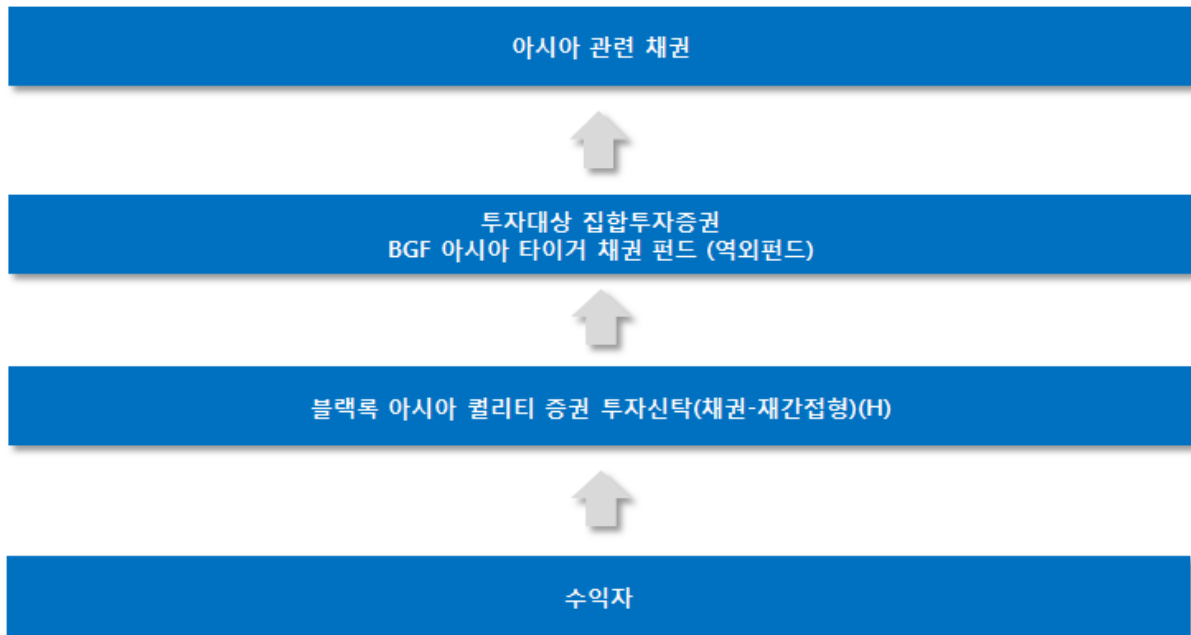 아시아 관련 채권
투자대상 집합투자증권
BGF 아시아 타이거 채권 펀드 (역외펀드)
블랙록 아시아 퀄리티 증권 투자신탁(채권-재간접형)(H)
수익자